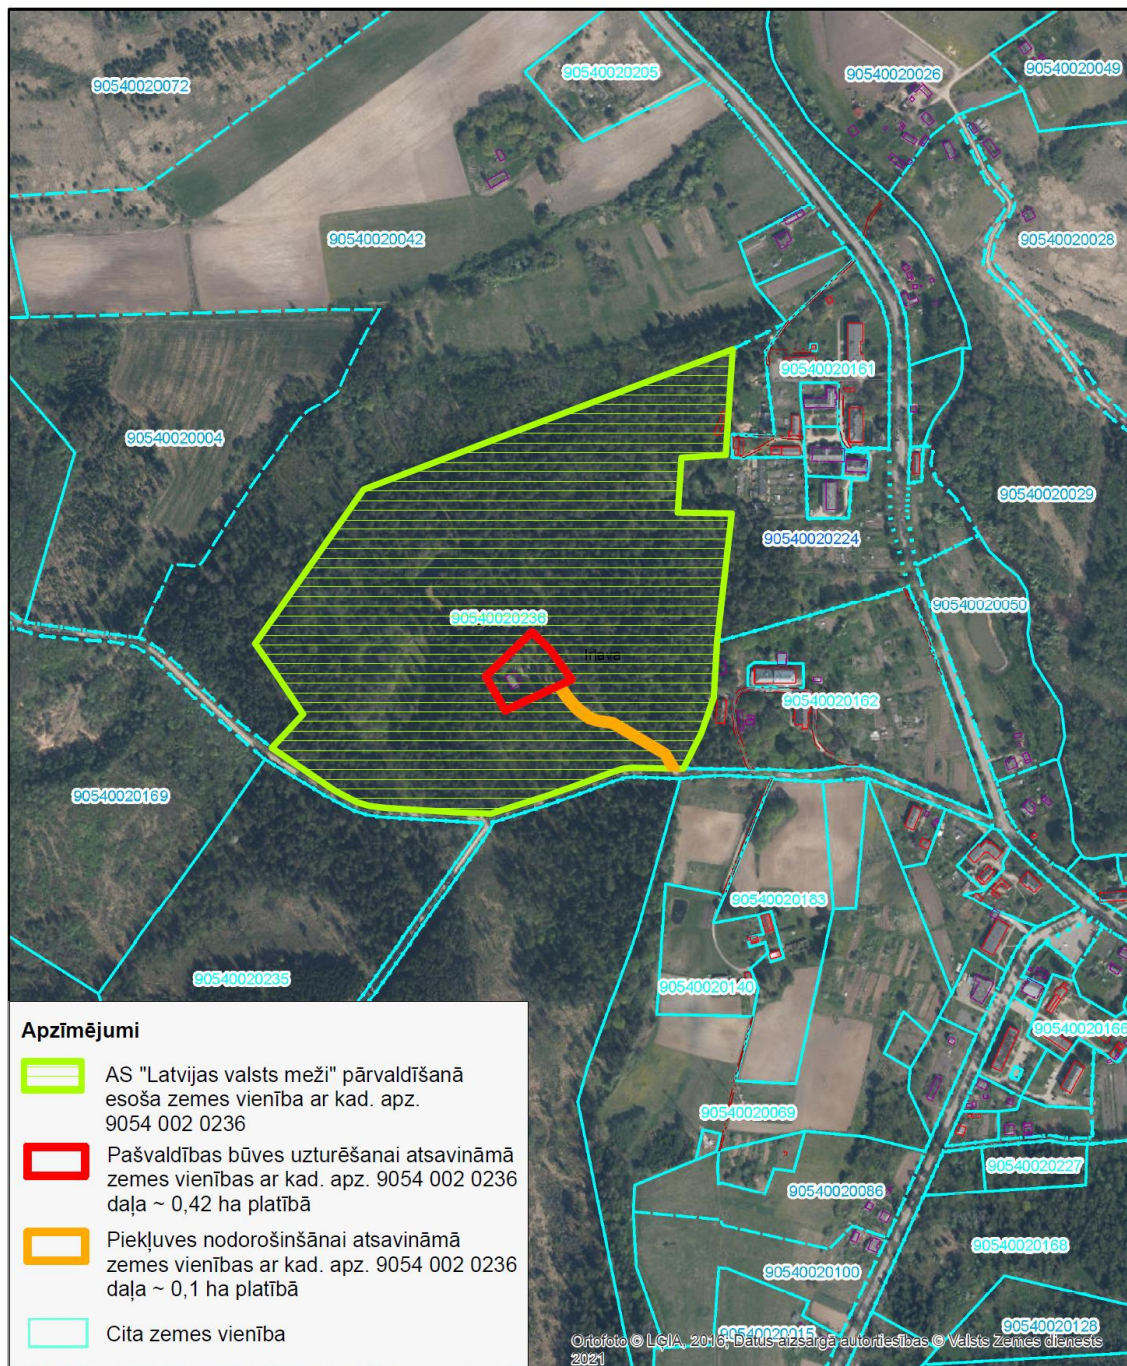 90540020072
90540020205
90540020026
90540020049
90540020042
90540020028
90540020161
90540020004
90540020029
90540020224
90540020050
90540020236
Irlava
90540020162
90540020169
90540020183
90540020235
90540020140
90540020166
90540020069
90540020227
90540020086
90540020168
90540020100
90540020015
90540020128
Apzīmējumi
AS "Latvijas valsts meži" pārvaldīšanā
esoša zemes vienība ar kad. apz.
9054 002 0236
Pašvaldības būves uzturēšanai atsavināmā
zemes vienības ar kad. apz. 9054 002 0236
daļa ~ 0,42 ha platībā
Piekļuves nodorošinšānai atsavināmā
zemes vienības ar kad. apz. 9054 002 0236
daļa ~ 0,1 ha platībā
Cita zemes vienība
Ortofoto © LĢIA, 2016; Datus aizsargā autortiesības © Valsts Zemes dienests
2021